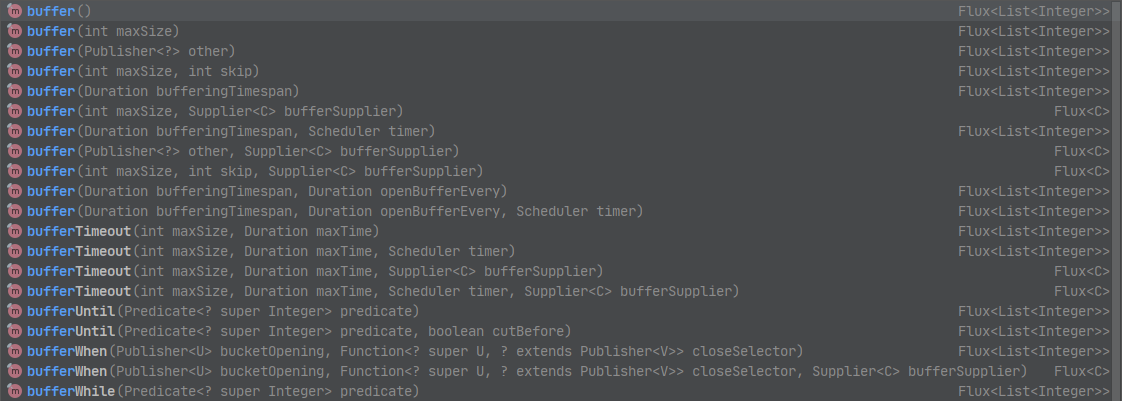 m buffer() Flux<List<Integer>>
m buffer(int maxSize) Flux<List<Integer>>
m buffer(Publisher<?> other) Flux<List<Integer>>
m buffer(int maxSize, int skip) Flux<List<Integer>>
m buffer(Duration bufferingTimespan) Flux<List<Integer>>
m buffer(int maxSize, Supplier<C> bufferSupplier) Flux<C>
m buffer(Duration bufferingTimespan, Scheduler timer) Flux<List<Integer>>
m buffer(Publisher<?> other, Supplier<C> bufferSupplier) Flux<C>
m buffer(int maxSize, int skip, Supplier<C> bufferSupplier) Flux<C>
m buffer(Duration bufferingTimespan, Duration openBufferEvery) Flux<List<Integer>>
m buffer(Duration bufferingTimespan, Duration openBufferEvery, Scheduler timer) Flux<List<Integer>>
m bufferTimeout(int maxSize, Duration maxTime) Flux<List<Integer>>
m bufferTimeout(int maxSize, Duration maxTime, Scheduler timer) Flux<List<Integer>>
m bufferTimeout(int maxSize, Duration maxTime, Supplier<C> bufferSupplier) Flux<C>
m bufferTimeout(int maxSize, Duration maxTime, Scheduler timer, Supplier<C> bufferSupplier) Flux<C>
m bufferUntil(Predicate<? super Integer> predicate) Flux<List<Integer>>
m bufferUntil(Predicate<? super Integer> predicate, boolean cutBefore) Flux<List<Integer>>
m bufferWhen(Publisher<U> bucketOpening, Function<? super U, ? extends Publisher<V>> closeSelector) Flux<List<Integer>>
m bufferWhen(Publisher<U> bucketOpening, Function<? super U, ? extends Publisher<V>> closeSelector, Supplier<C> bufferSupplier) Flux<C>
m bufferWhile(Predicate<? super Integer> predicate) Flux<List<Integer>>